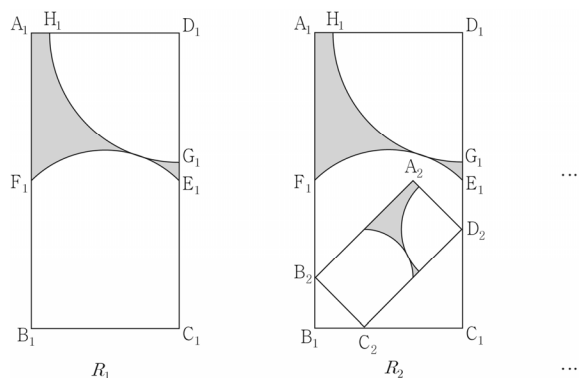 A₁ H₁ D₁
G₁
F₁ E₁
B₁ C₁
R₁
A₁ H₁ D₁
G₁
F₁ A₂ E₁
D₂
B₂
B₁ C₂ C₁
R₂
...
...